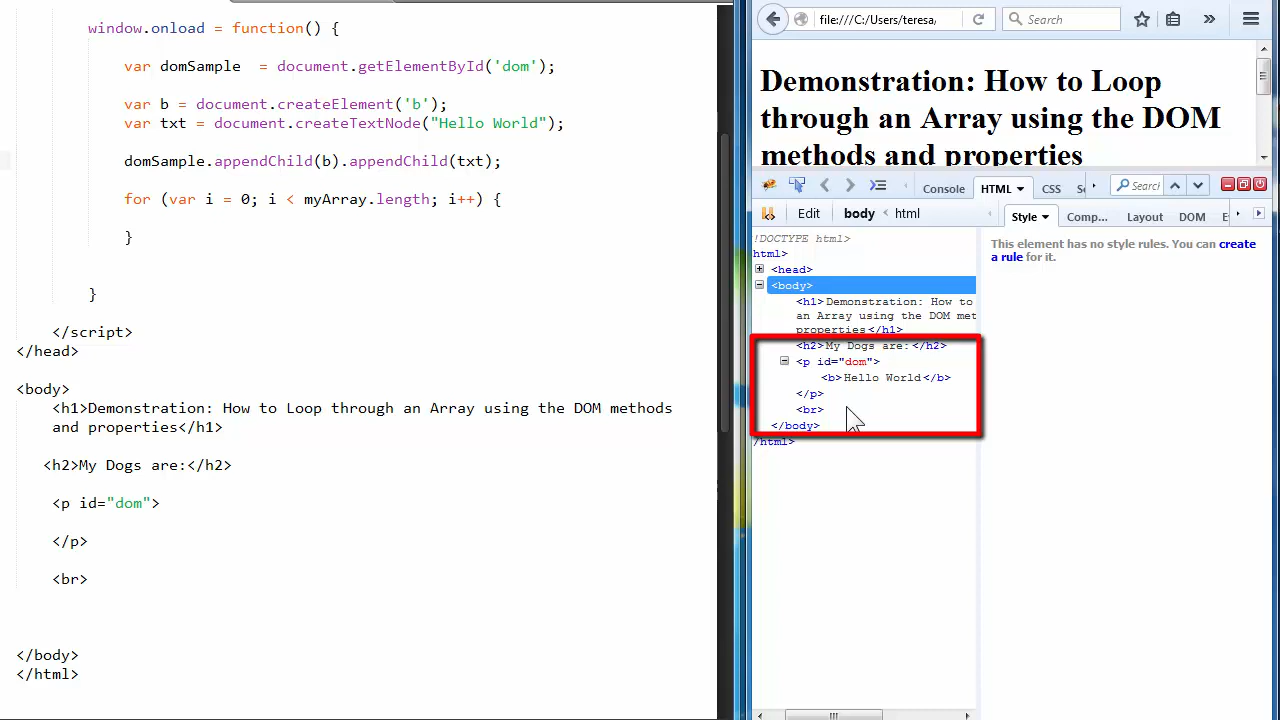 window.onload = function() {
var domSample  = document.getElementById('dom');
var b = document.createElement('b');
var txt = document.createTextNode("Hello World");
domSample.appendChild(b).appendChild(txt);
for (var i = 0; i < myArray.length; i++) {
}
}
</script>
</head>
<body>
<h1>Demonstration: How to Loop through an Array using the DOM methods
and properties</h1>
<h2>My Dogs are:</h2>
<p id="dom">
</p>
<br>
</body>
</html>
file:///C:/Users/teresa/
Search
Demonstration: How to Loop
through an Array using the DOM
methods and properties
Console HTML CSS Search
Edit body < html
Style Comp... Layout DOM
!DOCTYPE html>
html>
<head>
<body>
<h1>Demonstration: How to
an Array using the DOM met
properties</h1>
<h2>My Dogs are:</h2>
<p id="dom">
<b>Hello World</b>
</p>
<br>
</body>
/html>
This element has no style rules. You can create
a rule for it.